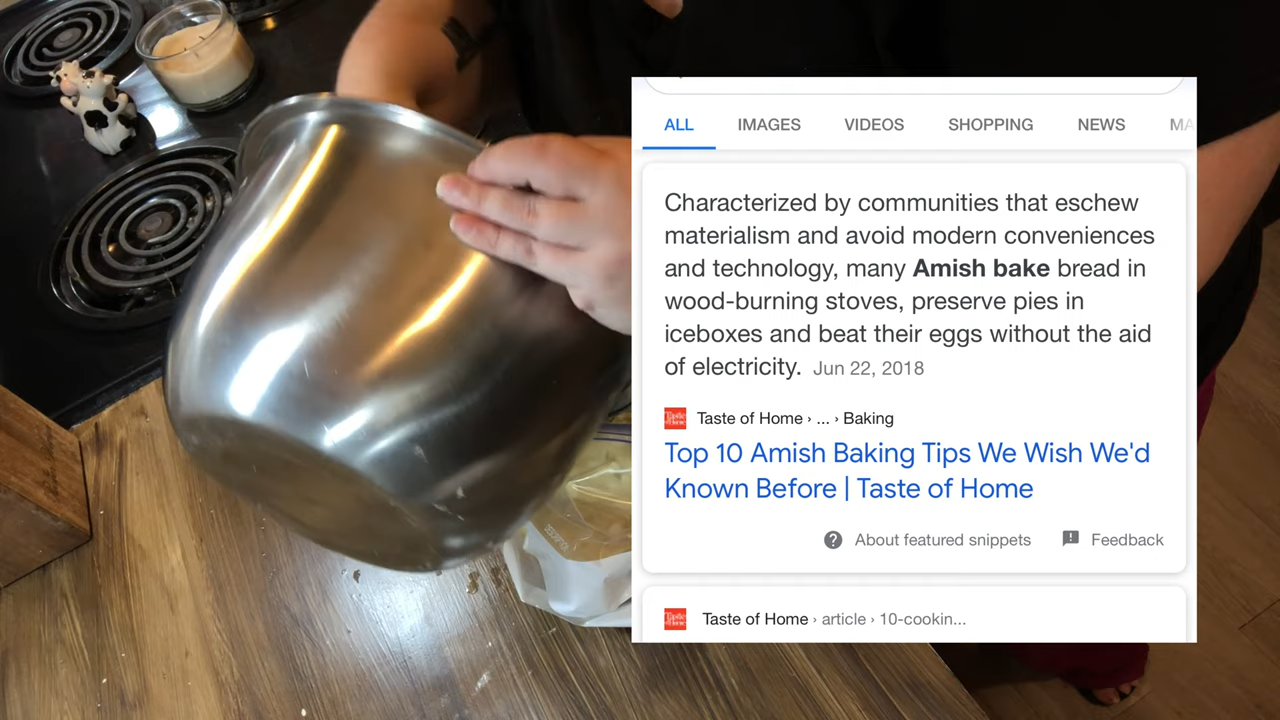 ALL IMAGES VIDEOS SHOPPING NEWS MA
Characterized by communities that eschew
materialism and avoid modern conveniences
and technology, many Amish bake bread in
wood-burning stoves, preserve pies in
iceboxes and beat their eggs without the aid
of electricity. Jun 22, 2018
Taste of Home › ... › Baking
Top 10 Amish Baking Tips We Wish We'd
Known Before | Taste of Home
About featured snippets Feedback
Taste of Home › article › 10-cookin...